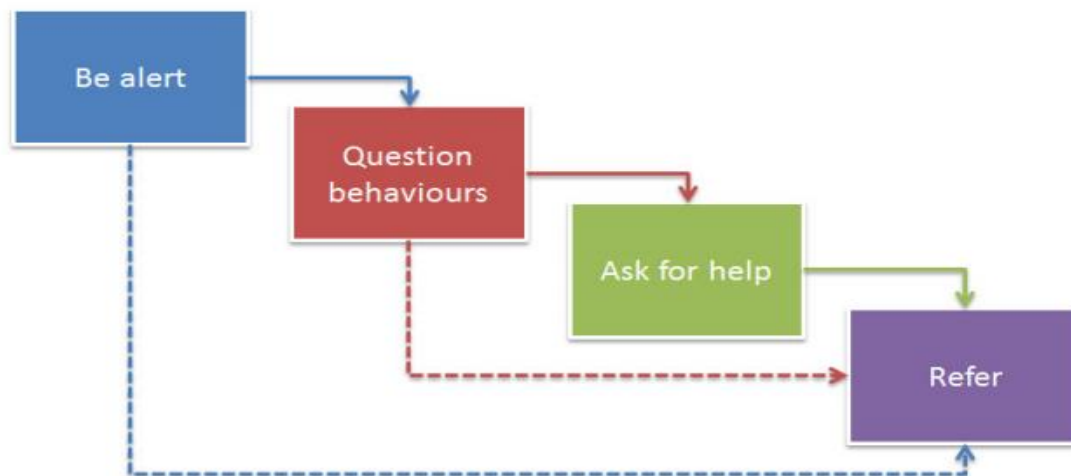 Be alert
Question
behaviours
Ask for help
Refer